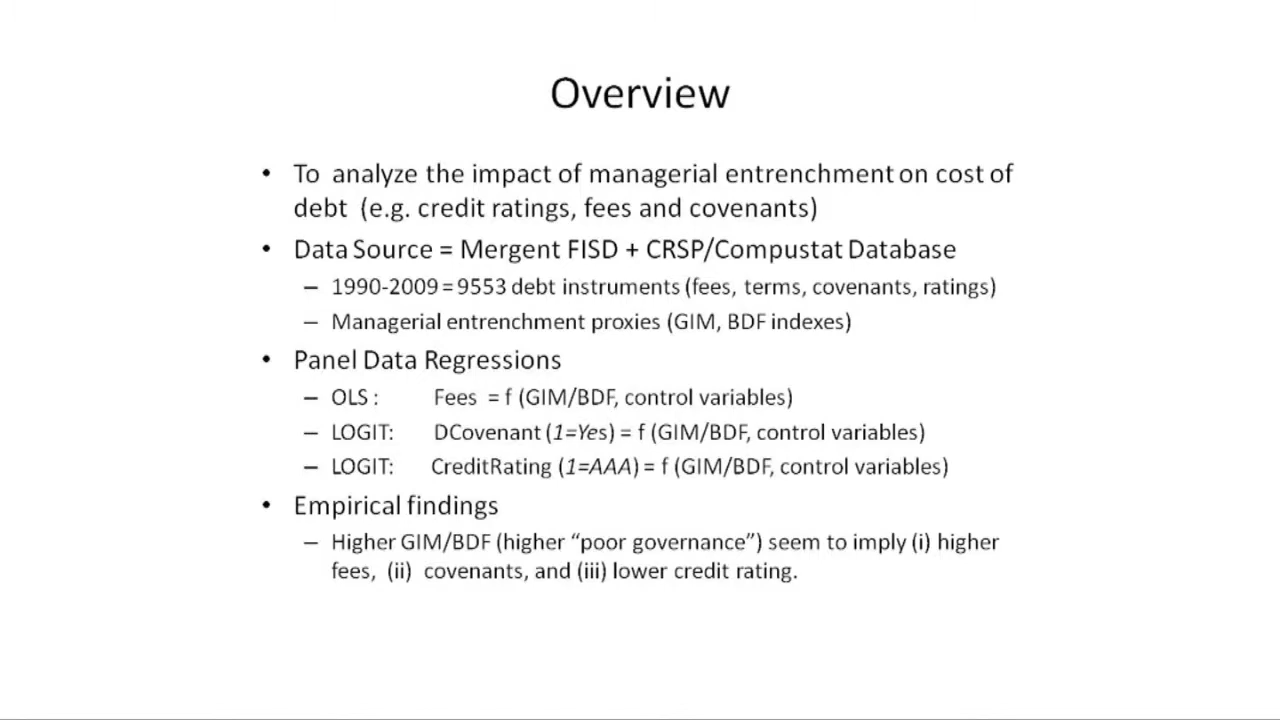 Overview
• To analyze the impact of managerial entrenchment on cost of
debt (e.g. credit ratings, fees and covenants)
• Data Source = Mergent FISD + CRSP/Compustat Database
– 1990-2009 = 9553 debt instruments (fees, terms, covenants, ratings)
– Managerial entrenchment proxies (GIM, BDF indexes)
• Panel Data Regressions
– OLS : Fees = f (GIM/BDF, control variables)
– LOGIT: DCovenant (1=Yes) = f (GIM/BDF, control variables)
– LOGIT: CreditRating (1=AAA) = f (GIM/BDF, control variables)
• Empirical findings
– Higher GIM/BDF (higher “poor governance”) seem to imply (i) higher
fees, (ii) covenants, and (iii) lower credit rating.